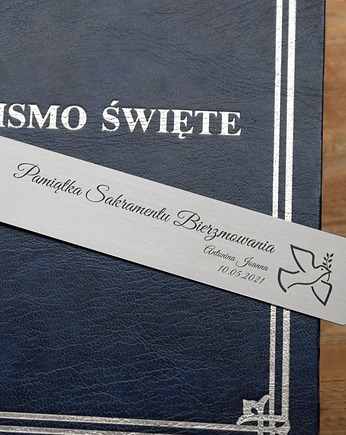 ISMO ŚWIĘTE
Pamiątka Sakramentu Bierzmowania
Antonina Joanna
10.05.2021